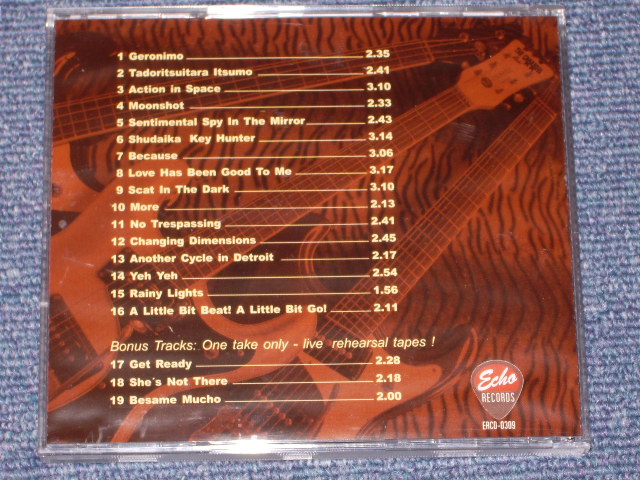 1 Geronimo 2.35
2 Tadoritsuitara Itsumo 2.41
3 Action in Space 3.10
4 Moonshot 2.33
5 Sentimental Spy In The Mirror 2.43
6 Shudaika Key Hunter 3.14
7 Because 3.06
8 Love Has Been Good To Me 3.17
9 Scat In The Dark 3.10
10 More 2.13
11 No Trespassing 2.41
12 Changing Dimensions 2.45
13 Another Cycle in Detroit 2.17
14 Yeh Yeh 2.54
15 Rainy Lights 1.56
16 A Little Bit Beat! A Little Bit Go! 2.11
Bonus Tracks: One take only - live rehearsal tapes !
17 Get Ready 2.28
18 She´s Not There 2.18
19 Besame Mucho 2.00
Echo
RECORDS
ERCD-0309